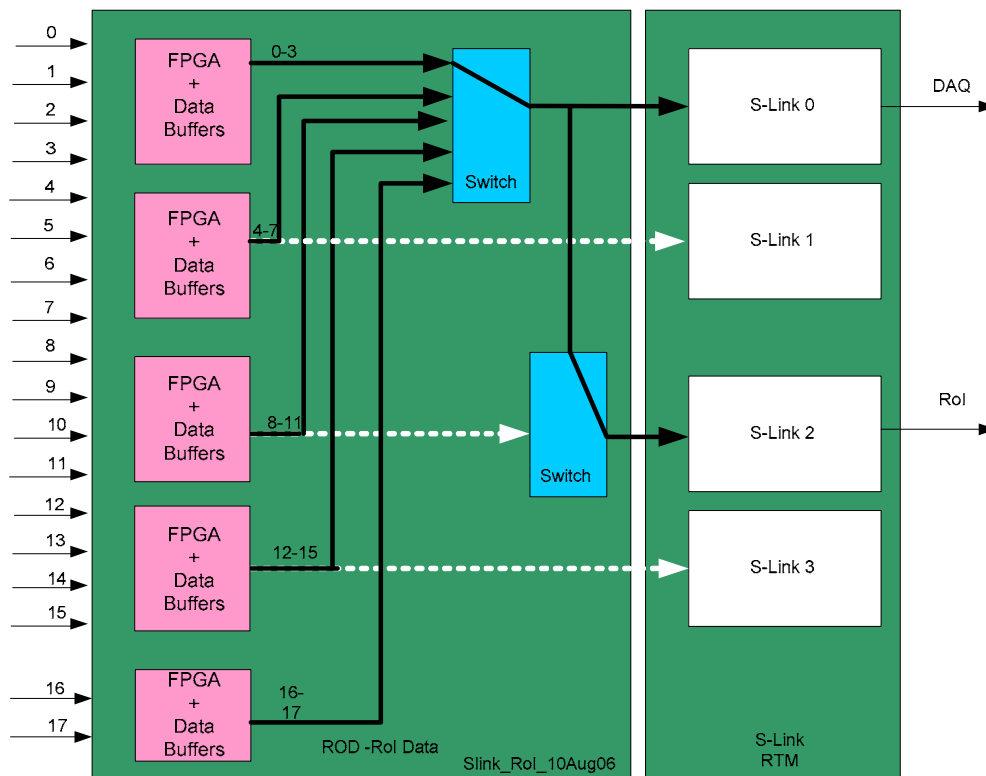 0
1
2
3
4
5
6
7
8
9
10
11
12
13
14
15
16
17
FPGA
+
Data
Buffers
0-3
FPGA
+
Data
Buffers
4-7
FPGA
+
Data
Buffers
8-11
FPGA
+
Data
Buffers
12-15
FPGA
+
Data
Buffers
16-
17
Switch
Switch
ROD -RoI Data
Slink_RoI_10Aug06
S-Link 0
S-Link 1
S-Link 2
S-Link 3
S-Link
RTM
DAQ
RoI